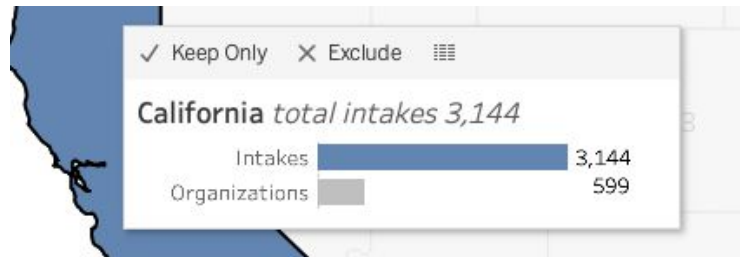 Keep Only Exclude
California total intakes 3,144
Intakes 3,144
Organizations 599